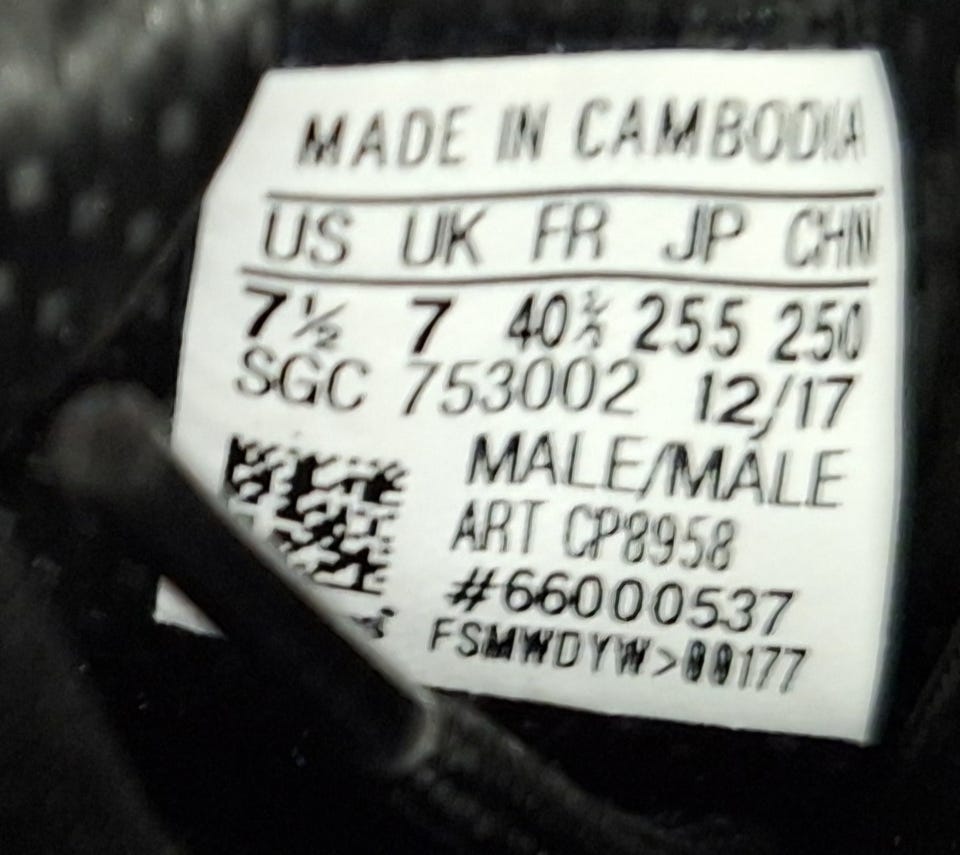 MADE IN CAMBODIA
US UK FR JP CHN
7½ 7 40⅔ 255 250
SGC 753002 12/17
MALE/MÂLE
ART CP8958
#66000537
FSMWDYW>00177